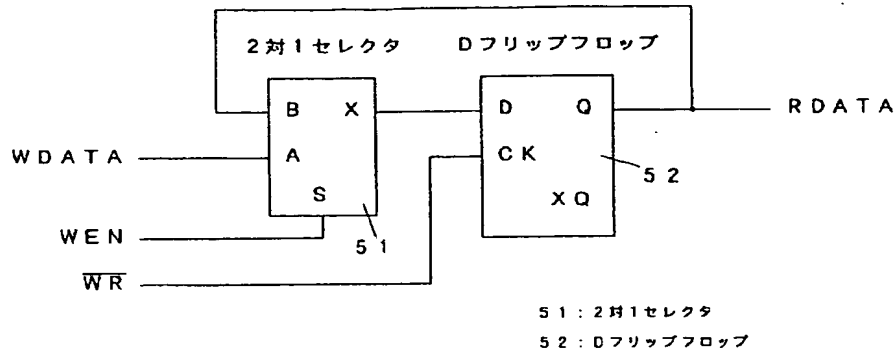 2対1セレクタ Dフリップフロップ
B X D Q RDATA
WDATA A CK
S XQ 52
WEN 51
W̅R̅
51:2対1セレクタ
52:Dフリップフロップ